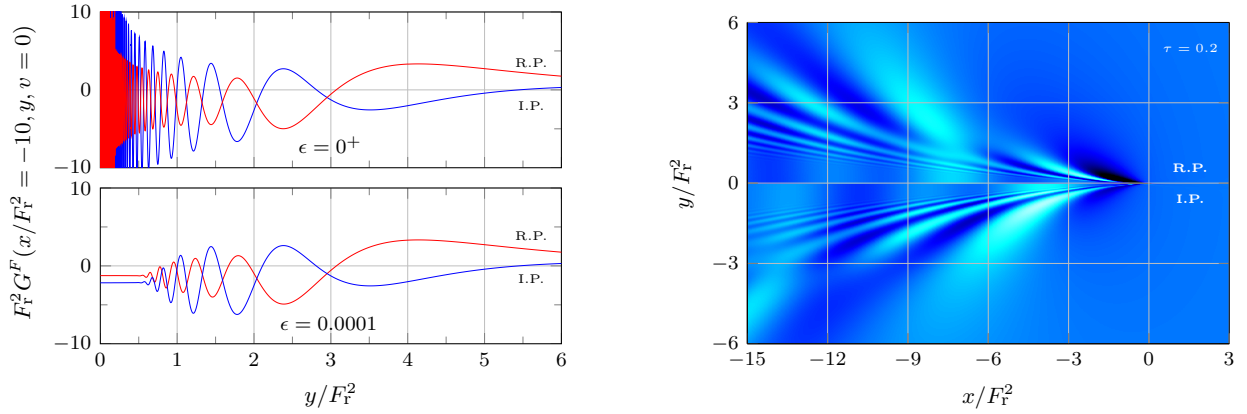 F_r^2 G^F (x/F_r^2 = −10, y, v = 0)
10
0
−10
R.P.
I.P.
ϵ = 0⁺
10
0
−10
R.P.
I.P.
ϵ = 0.0001
0 1 2 3 4 5 6
y/F_r^2
y/F_r^2
6
3
0
−3
−6
τ = 0.2
R.P.
I.P.
−15 −12 −9 −6 −3 0 3
x/F_r^2